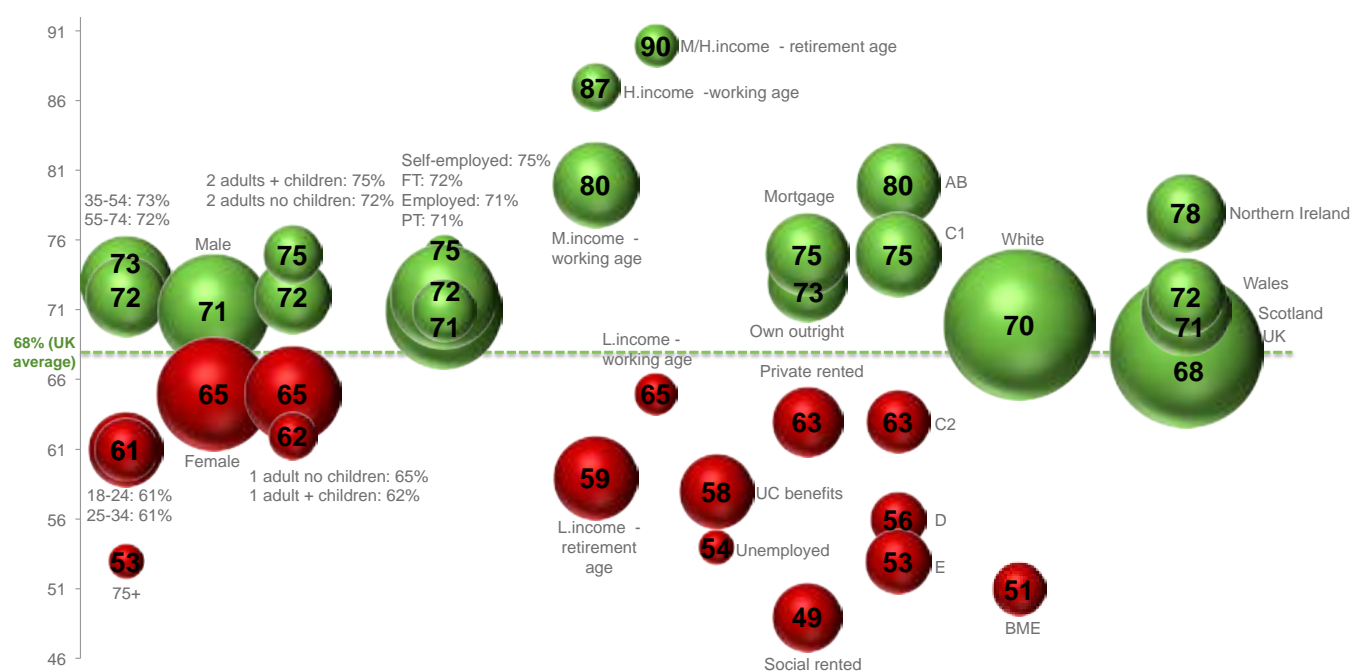 91
86
81
76
71
68% (UK
average)
66
61
56
51
46
35-54: 73%
55-74: 72%
73
72
61
18-24: 61%
25-34: 61%
53
75+
Male
71
65
Female
2 adults + children: 75%
2 adults no children: 72%
75
72
65
62
1 adult no children: 65%
1 adult + children: 62%
Self-employed: 75%
FT: 72%
Employed: 71%
PT: 71%
75
72
71
90
M/H.income - retirement age
87
H.income -working age
80
M.income -
working age
L.income -
working age
65
59
L.income -
retirement
age
58
UC benefits
54
Unemployed
Mortgage
75
73
Own outright
Private rented
63
49
Social rented
80
AB
75
C1
63
C2
56
D
53
E
White
70
51
BME
78
Northern Ireland
72
Wales
71
Scotland
UK
68